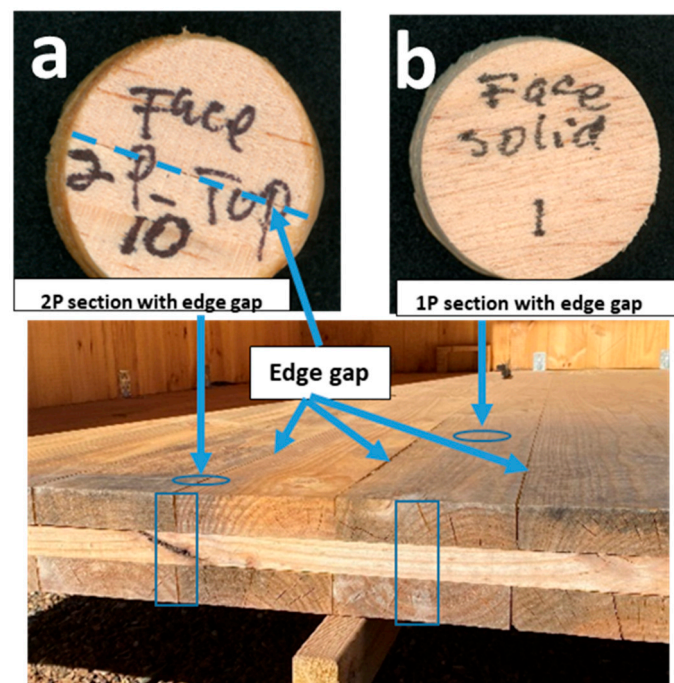 a
Face
2P-Top
10
2P section with edge gap
b
Face
solid
1
1P section with edge gap
Edge gap